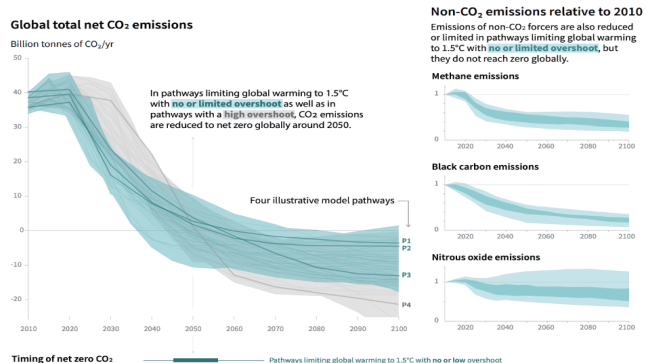 Global total net CO₂ emissions
Billion tonnes of CO₂/yr
50
40
30
20
10
0
-10
-20
2010 2020 2030 2040 2050 2060 2070 2080 2090 2100
In pathways limiting global warming to 1.5°C
with no or limited overshoot as well as in
pathways with a high overshoot, CO₂ emissions
are reduced to net zero globally around 2050.
Four illustrative model pathways
P1
P2
P3
P4
Timing of net zero CO₂
Pathways limiting global warming to 1.5°C with no or low overshoot
Non-CO₂ emissions relative to 2010
Emissions of non-CO₂ forcers are also reduced
or limited in pathways limiting global warming
to 1.5°C with no or limited overshoot, but
they do not reach zero globally.
Methane emissions
1
0
2020 2040 2060 2080 2100
Black carbon emissions
1
0
2020 2040 2060 2080 2100
Nitrous oxide emissions
1
0
2020 2040 2060 2080 2100